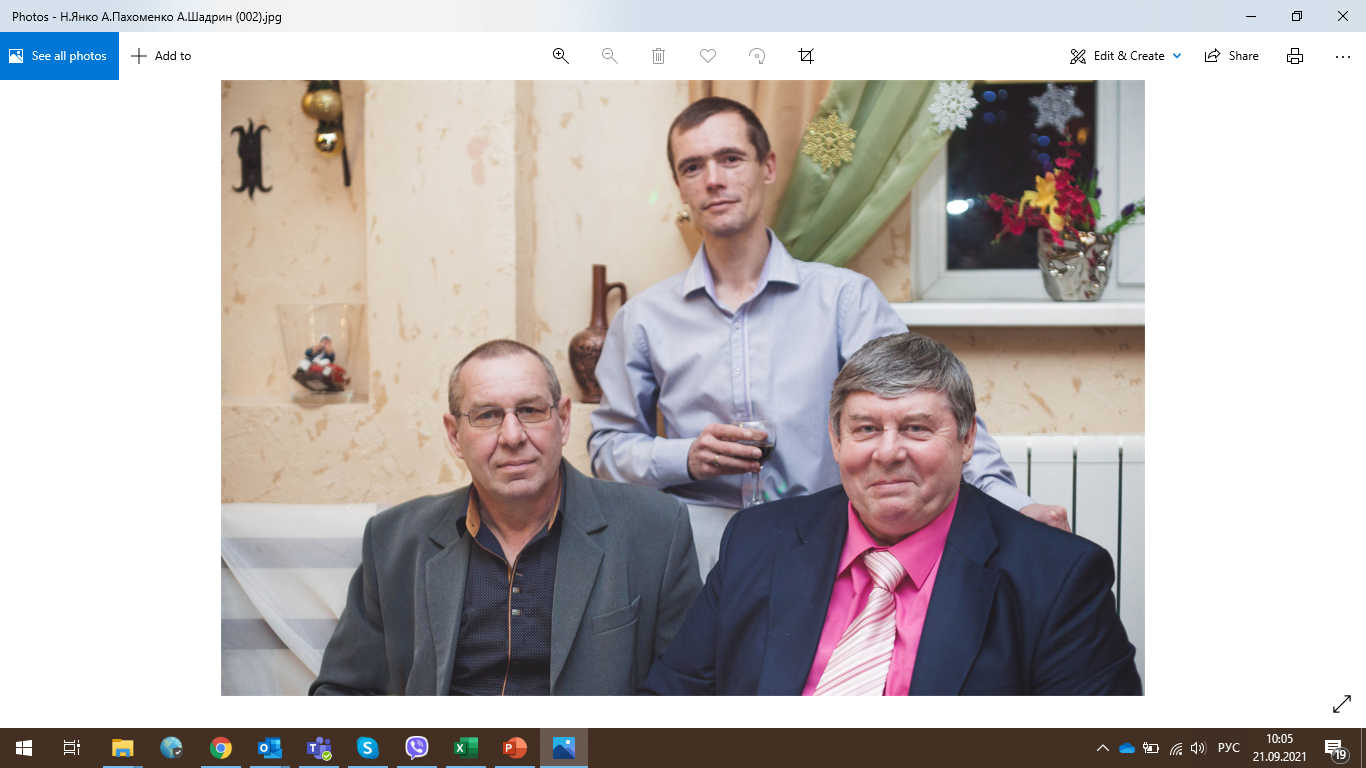 Photos - Н.Янко А.Пахоменко А.Шадрин (002).jpg
See all photos
Add to
Edit & Create
Share
РУС
10:05
21.09.2021
19